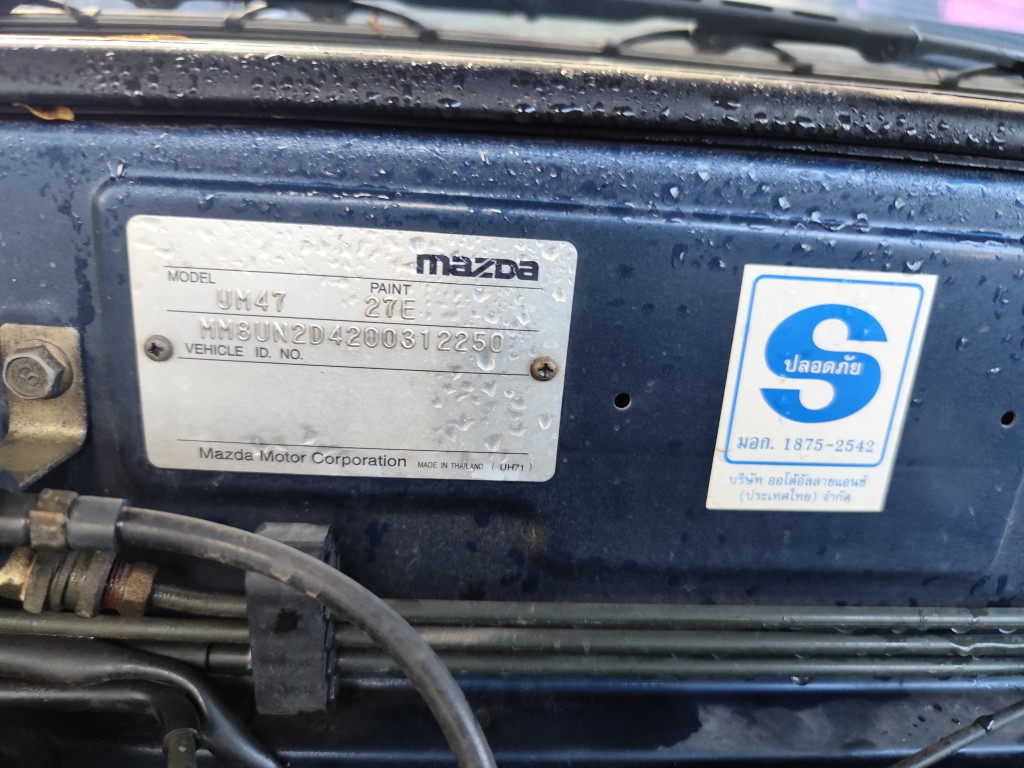 mazda
MODEL PAINT
UM47 27E
MM8UN2D4200312250
VEHICLE ID. NO.
Mazda Motor Corporation MADE IN THAILAND (UH71)
S
ปลอดภัย
มอก. 1875-2542
บริษัท ออโต้อัลลายแอนซ์
(ประเทศไทย) จำกัด